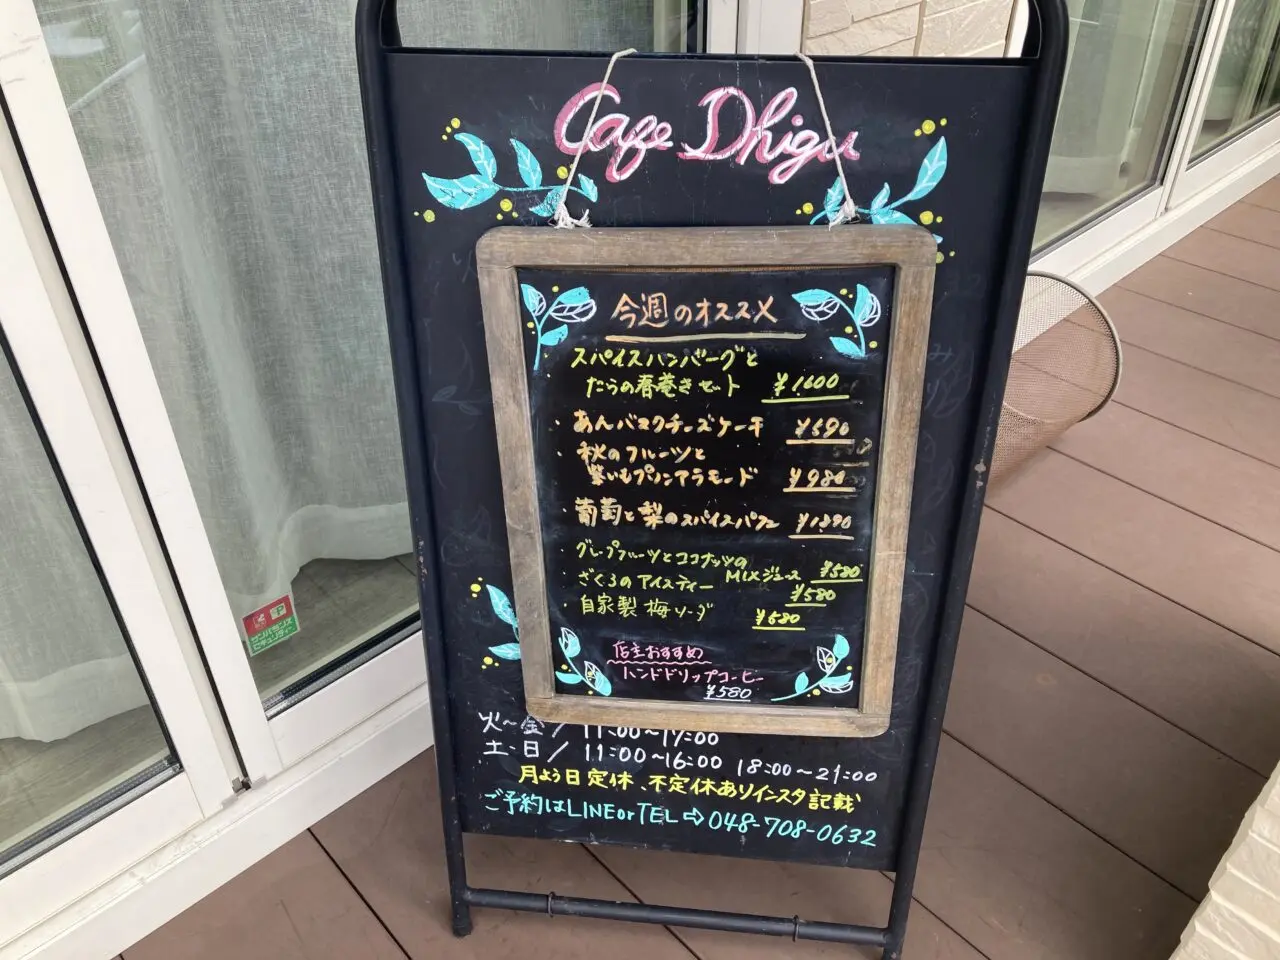 Cafe Dhigu
今週のオススメ
・スパイスハンバーグと
たらの春巻きセット ¥1600
・あんバスクチーズケーキ ¥590
・秋のフルーツと
紫いもプリンアラモード ¥980
・葡萄と梨のスパイスパフェ
・グレープフルーツとココナッツの
MIXジュース ¥580
・ざくろのアイスティー ¥580
・自家製梅ソーダ ¥580
店主おすすめ
ハンドドリップコーヒー
¥580
火〜金/11:00〜17:00
土・日/11:00〜16:00 18:00〜21:00
月よう日定休、不定休ありインスタ記載
ご予約はLINEorTEL⇨048-708-0632